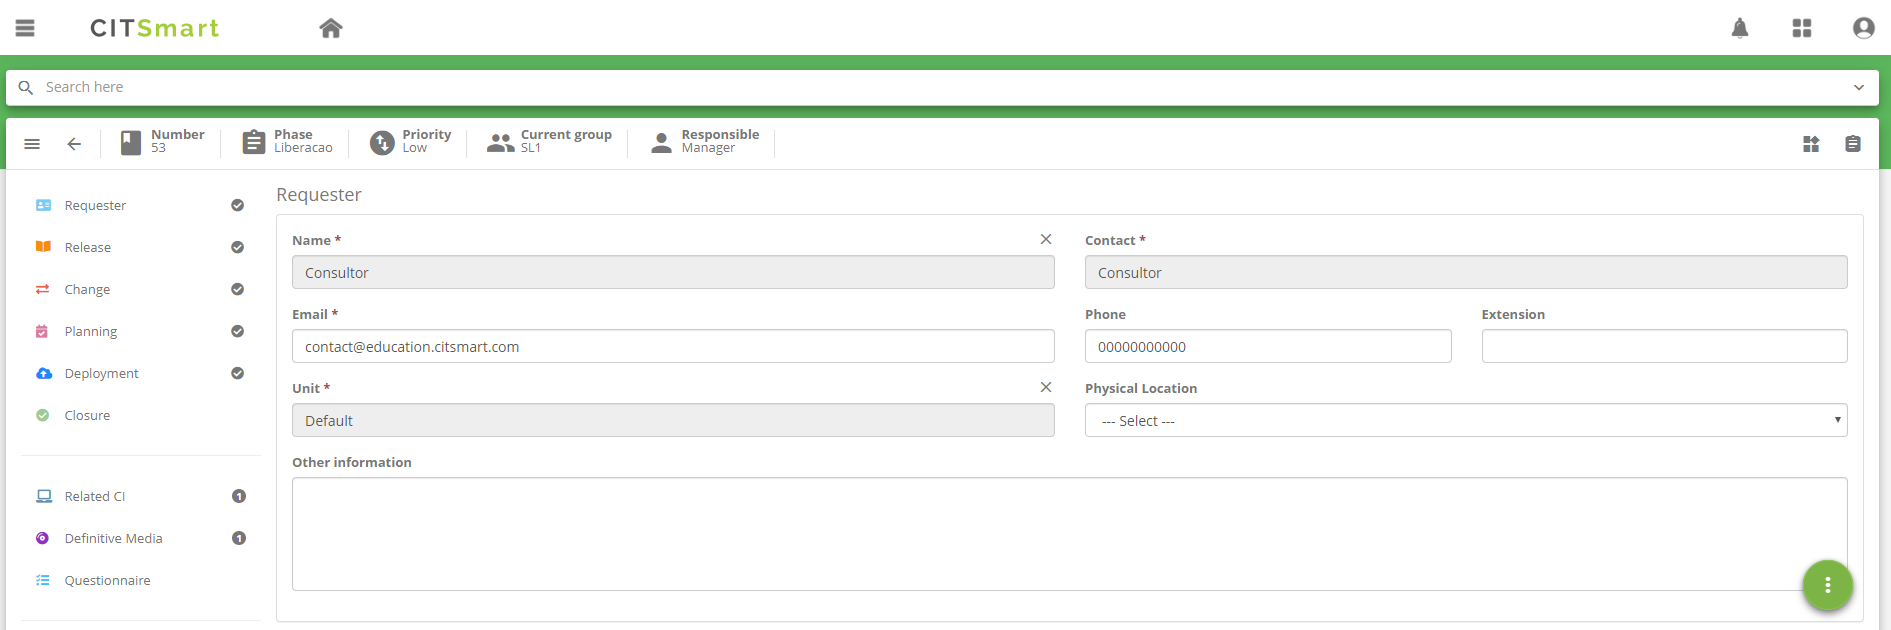 CITSmart
Search here
Number
53
Phase
Liberacao
Priority
Low
Current group
SL1
Responsible
Manager
Requester
Release
Change
Planning
Deployment
Closure
Related CI 1
Definitive Media 1
Questionnaire
Requester
Name *
Consultor
Contact *
Consultor
Email *
contact@education.citsmart.com
Phone
00000000000
Extension
Unit *
Default
Physical Location
--- Select ---
Other information